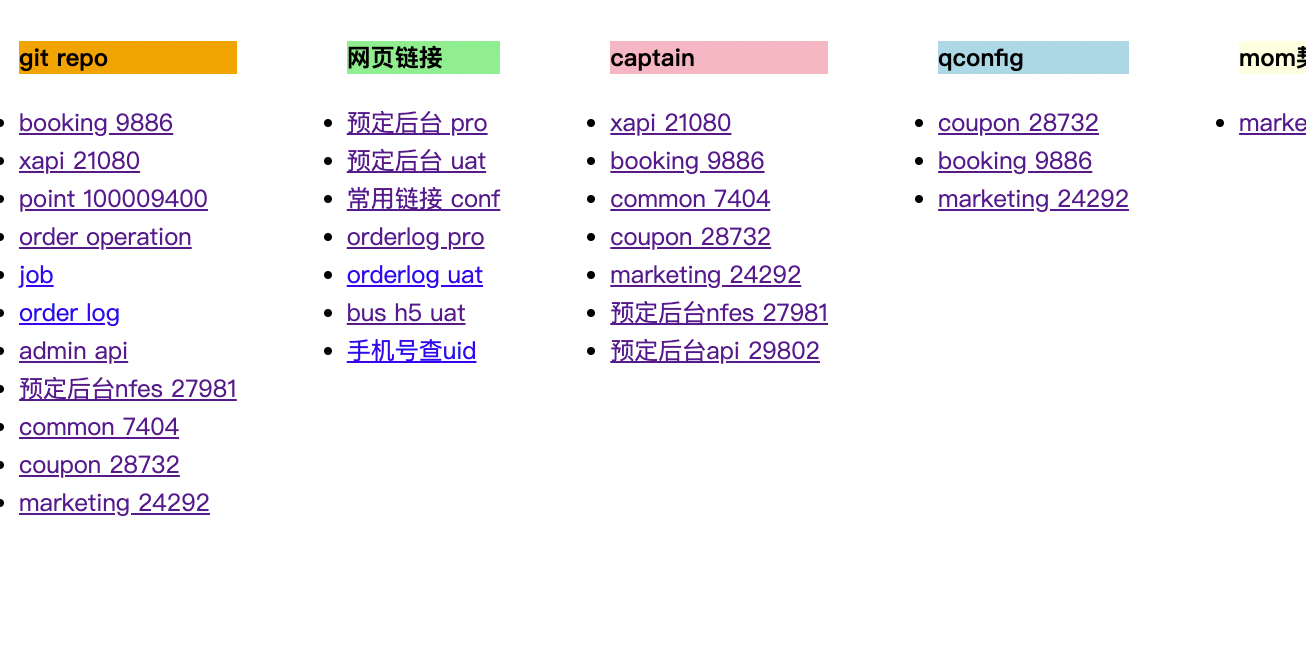 git repo
booking 9886
xapi 21080
point 100009400
order operation
job
order log
admin api
预定后台nfes 27981
common 7404
coupon 28732
marketing 24292
网页链接
预定后台 pro
预定后台 uat
常用链接 conf
orderlog pro
orderlog uat
bus h5 uat
手机号查uid
captain
xapi 21080
booking 9886
common 7404
coupon 28732
marketing 24292
预定后台nfes 27981
预定后台api 29802
qconfig
coupon 28732
booking 9886
marketing 24292
mom
marke